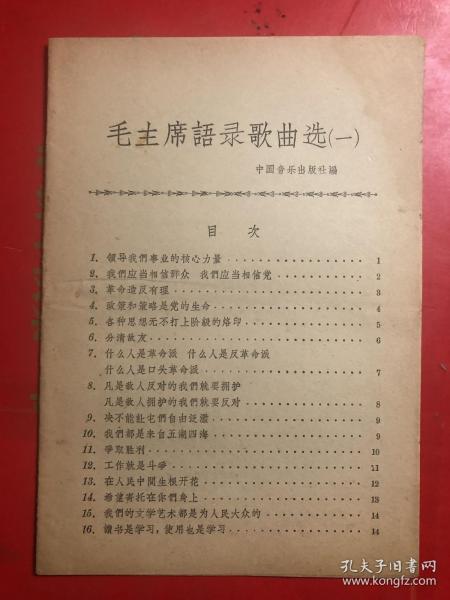 毛主席語录歌曲选(一)
中国音乐出版社編
目 次
1. 領导我們事业的核心力量 1
2. 我們应当相信群众 我們应当相信党 2
3. 革命造反有理 3
4. 政策和策略是党的生命 4
5. 各种思想无不打上阶級的烙印 5
6. 分清敌友 6
7. 什么人是革命派 什么人是反革命派
什么人是口头革命派 7
8. 凡是敌人反对的我們就要拥护
凡是敌人拥护的我們就要反对 8
9. 决不能让它們自由泛滥 9
10. 我們都是来自五湖四海 9
11. 爭取胜利 10
12. 工作就是斗爭 11
13. 在人民中間生根开花 12
14. 希望寄托在你們身上 13
15. 我們的文学艺术都是为人民大众的 14
16. 讀书是学习，使用也是学习 14
孔夫子旧书网
www.kongfz.com